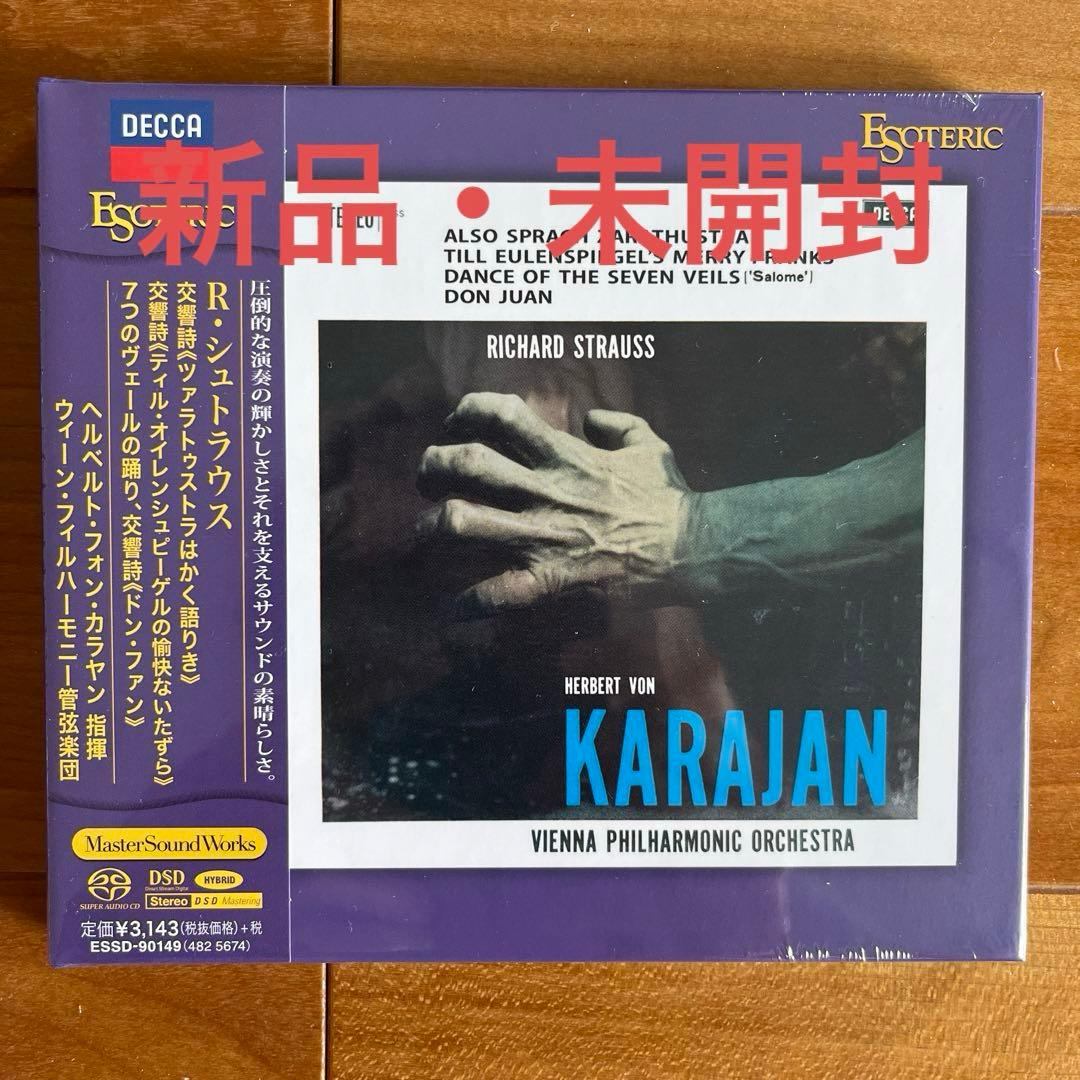 新品・未開封
DECCA
ESOTERIC
圧倒的な演奏の輝かしさとそれを支えるサウンドの素晴らしさ。
R・シュトラウス
交響詩《ツァラトゥストラはかく語りき》
交響詩《ティル・オイレンシュピーゲルの愉快ないたずら》
7つのヴェールの踊り、交響詩《ドン・ファン》
ヘルベルト・フォン・カラヤン 指揮
ウィーン・フィルハーモニー管弦楽団
MasterSoundWorks
SUPER AUDIO CD
DSD
Direct Stream Digital
HYBRID
Stereo DSD Mastering
定価¥3,143(税抜価格)+税
ESSD-90149(482 5674)
ESOTERIC
STEREO
DECCA
ALSO SPRACH ZARATHUSTRA
TILL EULENSPIEGEL'S MERRY PRANKS
DANCE OF THE SEVEN VEILS ('Salome')
DON JUAN
RICHARD STRAUSS
HERBERT VON
KARAJAN
VIENNA PHILHARMONIC ORCHESTRA